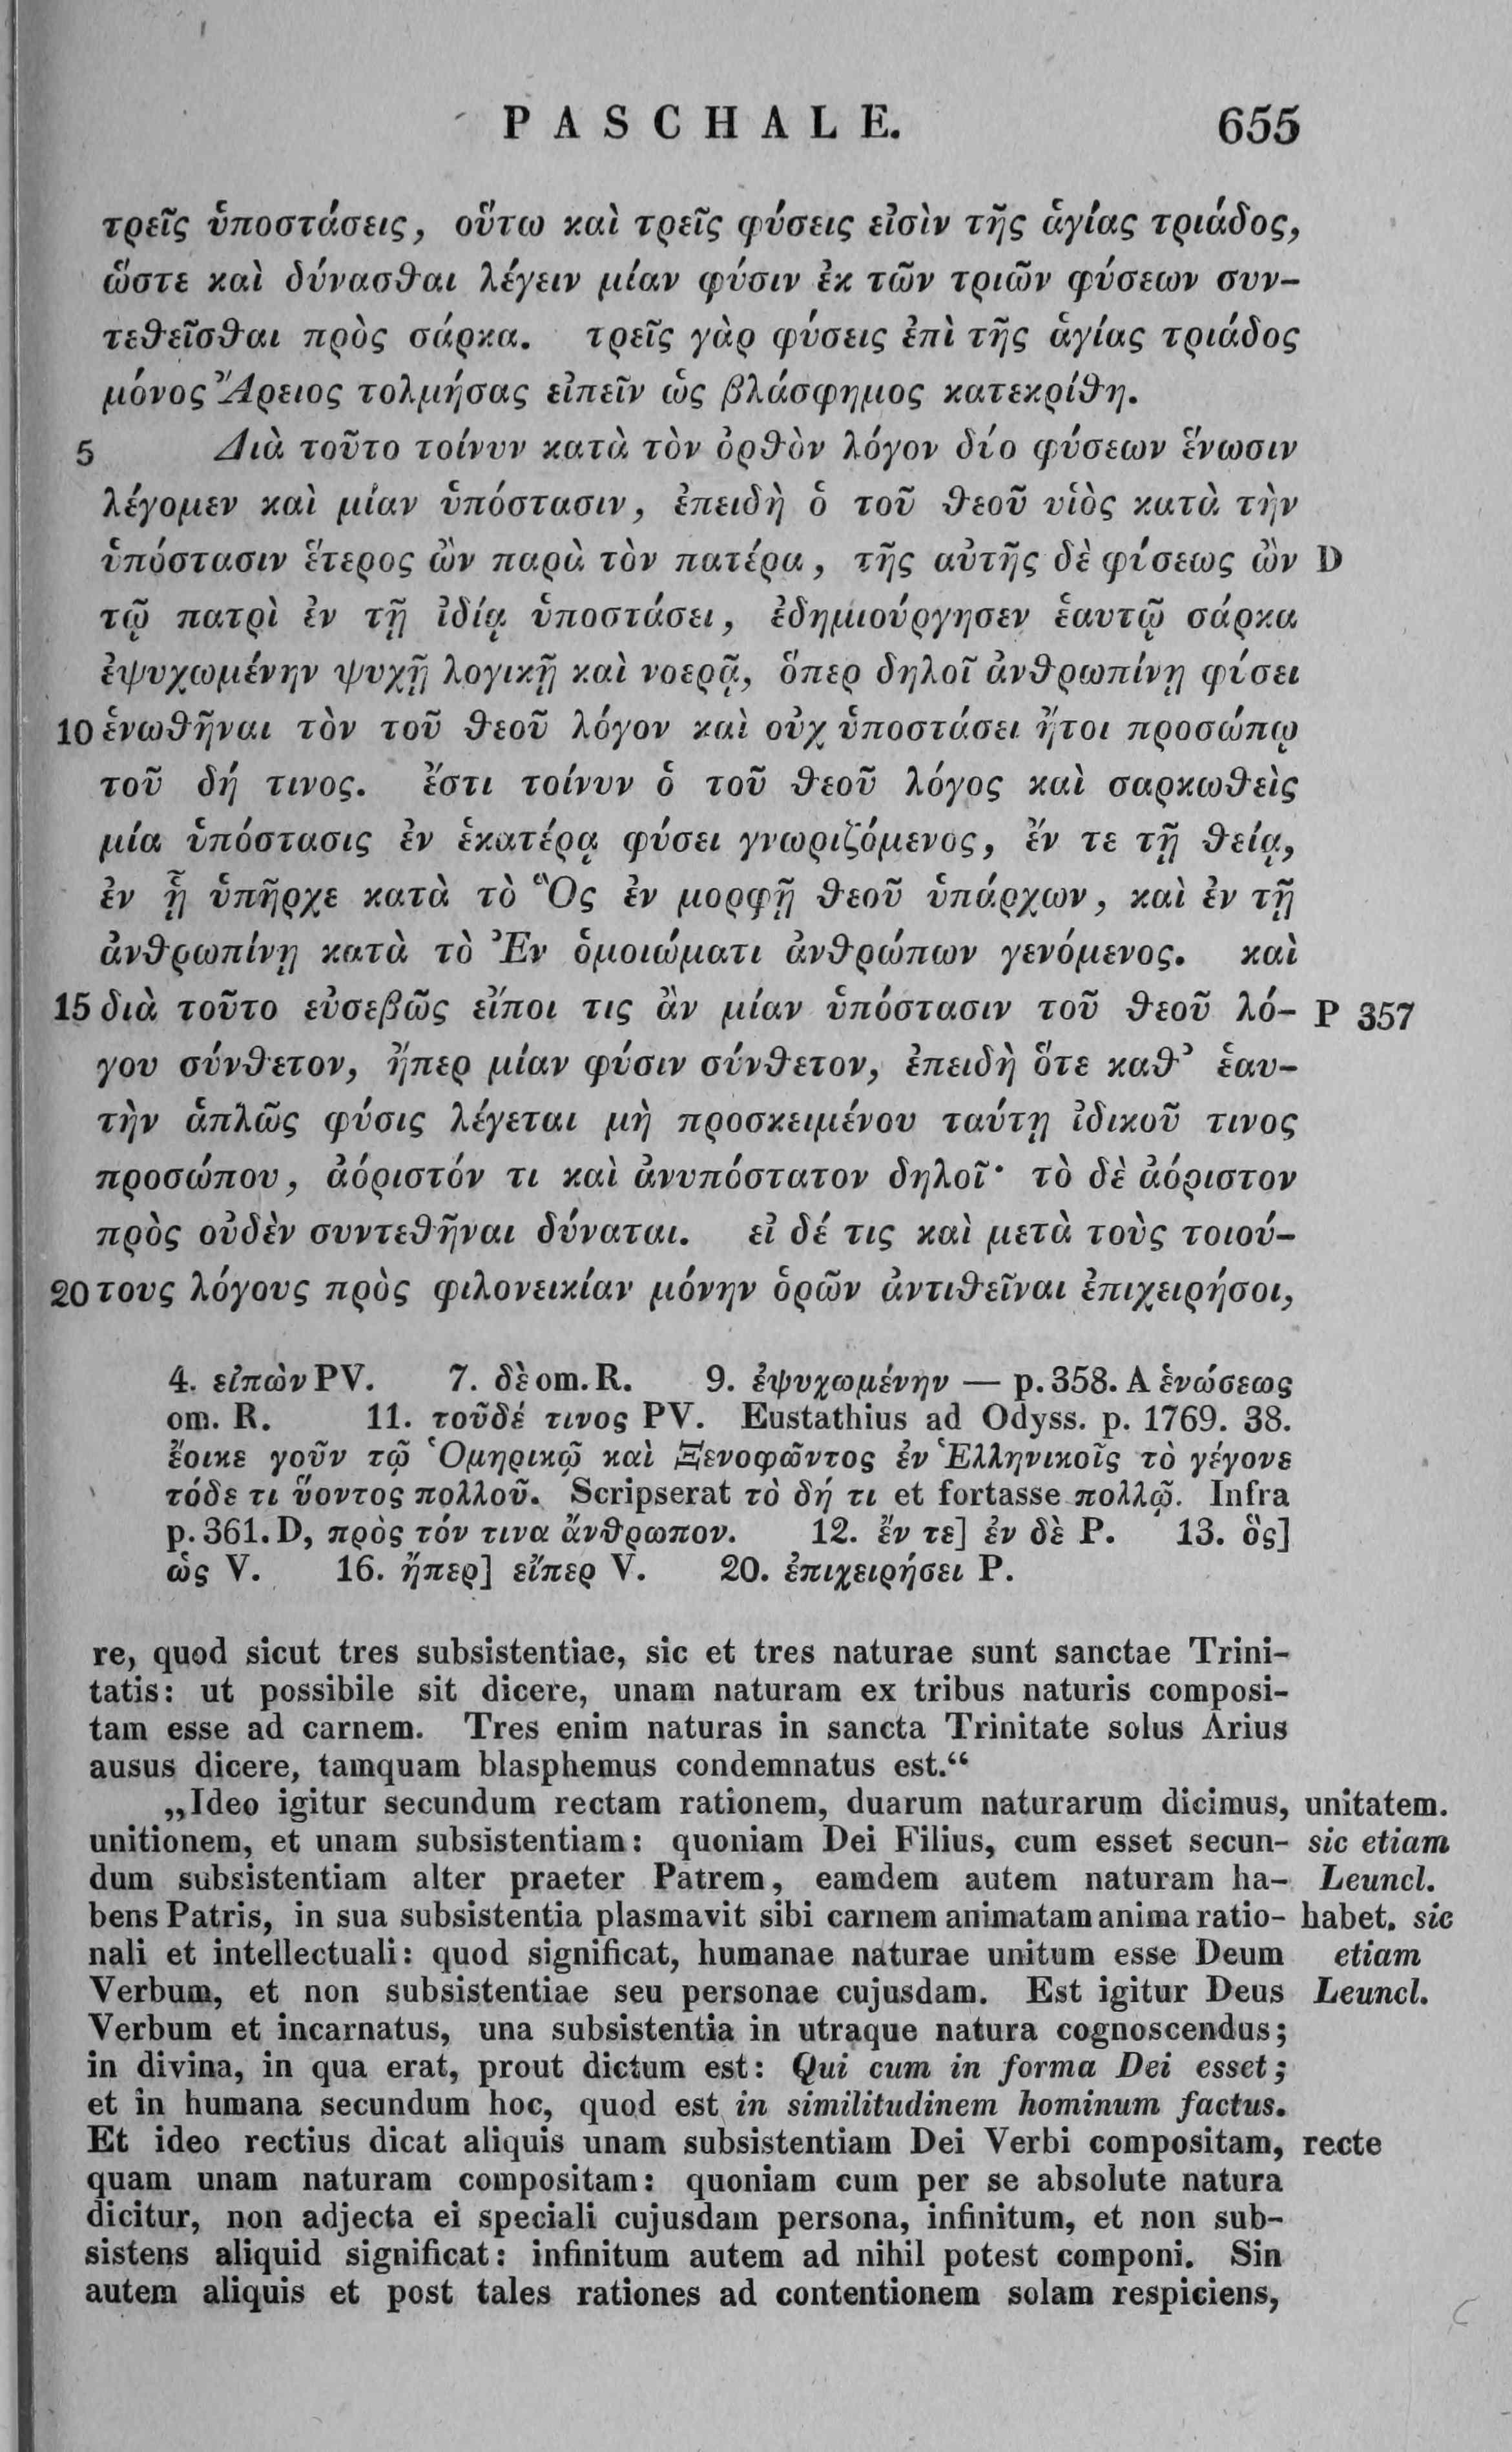 PASCHALE. 655
τρεῖς ὑποστάσεις, οὕτω καὶ τρεῖς φύσεις εἰσὶν τῆς ἁγίας τριάδος,
ὥστε καὶ δύνασθαι λέγειν μίαν φύσιν ἐκ τῶν τριῶν φύσεων συν-
τεθεῖσθαι πρὸς σάρκα. τρεῖς γὰρ φύσεις ἐπὶ τῆς ἁγίας τριάδος
μόνος Ἄρειος τολμήσας εἰπεῖν ὡς βλάσφημος κατεκρίθη.
5 Διὰ τοῦτο τοίνυν κατὰ τὸν ὀρθὸν λόγον δύο φύσεων ἕνωσιν
λέγομεν καὶ μίαν ὑπόστασιν, ἐπειδὴ ὁ τοῦ θεοῦ υἱὸς κατὰ τὴν
ὑπόστασιν ἕτερος ὢν παρὰ τὸν πατέρα, τῆς αὐτῆς δὲ φύσεως ὢν D
τῷ πατρὶ ἐν τῇ ἰδίᾳ ὑποστάσει, ἐδημιούργησεν ἑαυτῷ σάρκα
ἐψυχωμένην ψυχῇ λογικῇ καὶ νοερᾷ, ὅπερ δηλοῖ ἀνθρωπίνῃ φύσει
10 ἑνωθῆναι τὸν τοῦ θεοῦ λόγον καὶ οὐχ ὑποστάσει ἤτοι προσώπῳ
τοῦ δή τινος. ἔστι τοίνυν ὁ τοῦ θεοῦ λόγος καὶ σαρκωθεὶς
μία ὑπόστασις ἐν ἑκατέρᾳ φύσει γνωριζόμενος, ἔν τε τῇ θείᾳ,
ἐν ᾗ ὑπῆρχε κατὰ τὸ Ὃς ἐν μορφῇ θεοῦ ὑπάρχων, καὶ ἐν τῇ
ἀνθρωπίνῃ κατὰ τὸ Ἐν ὁμοιώματι ἀνθρώπων γενόμενος. καὶ
15 διὰ τοῦτο εὐσεβῶς εἴποι τις ἂν μίαν ὑπόστασιν τοῦ θεοῦ λό- P 357
γου σύνθετον, ἤπερ μίαν φύσιν σύνθετον, ἐπειδὴ ὅτε καθ' ἑαυ-
τὴν ἁπλῶς φύσις λέγεται μὴ προσκειμένου ταύτῃ ἰδικοῦ τινος
προσώπου, ἀόριστόν τι καὶ ἀνυπόστατον δηλοῖ· τὸ δὲ ἀόριστον
πρὸς οὐδὲν συντεθῆναι δύναται. εἰ δέ τις καὶ μετὰ τοὺς τοιού-
20 τους λόγους πρὸς φιλονεικίαν μόνην ὁρῶν ἀντιθεῖναι ἐπιχειρήσοι,
4. εἰπὼν PV. 7. δὲ om. R. 9. ἐψυχωμένην — p. 358. A ἑνώσεως
om. R. 11. τοῦδέ τινος PV. Eustathius ad Odyss. p. 1769. 38.
ἔοικε γοῦν τῷ Ὁμηρικῷ καὶ Ξενοφῶντος ἐν Ἑλληνικοῖς τὸ γέγονε
τόδε τι ὕοντος πολλοῦ. Scripserat τὸ δή τι et fortasse πολλῷ. Infra
p. 361. D, πρὸς τόν τινα ἄνθρωπον. 12. ἔν τε] ἐν δὲ P. 13. ὃς]
ὡς V. 16. ἤπερ] εἴπερ V. 20. ἐπιχειρήσει P.
re, quod sicut tres subsistentiae, sic et tres naturae sunt sanctae Trini-
tatis: ut possibile sit dicere, unam naturam ex tribus naturis composi-
tam esse ad carnem. Tres enim naturas in sancta Trinitate solus Arius
ausus dicere, tamquam blasphemus condemnatus est.“
„Ideo igitur secundum rectam rationem, duarum naturarum dicimus, unitatem.
unitionem, et unam subsistentiam: quoniam Dei Filius, cum esset secun- sic etiam
dum subsistentiam alter praeter Patrem, eamdem autem naturam ha- Leuncl.
bens Patris, in sua subsistentia plasmavit sibi carnem animatam anima ratio- habet. sic
nali et intellectuali: quod significat, humanae naturae unitum esse Deum etiam
Verbum, et non subsistentiae seu personae cujusdam. Est igitur Deus Leuncl.
Verbum et incarnatus, una subsistentia in utraque natura cognoscendus;
in divina, in qua erat, prout dictum est: Qui cum in forma Dei esset;
et in humana secundum hoc, quod est in similitudinem hominum factus.
Et ideo rectius dicat aliquis unam subsistentiam Dei Verbi compositam, recte
quam unam naturam compositam: quoniam cum per se absolute natura
dicitur, non adjecta ei speciali cujusdam persona, infinitum, et non sub-
sistens aliquid significat: infinitum autem ad nihil potest componi. Sin
autem aliquis et post tales rationes ad contentionem solam respiciens,